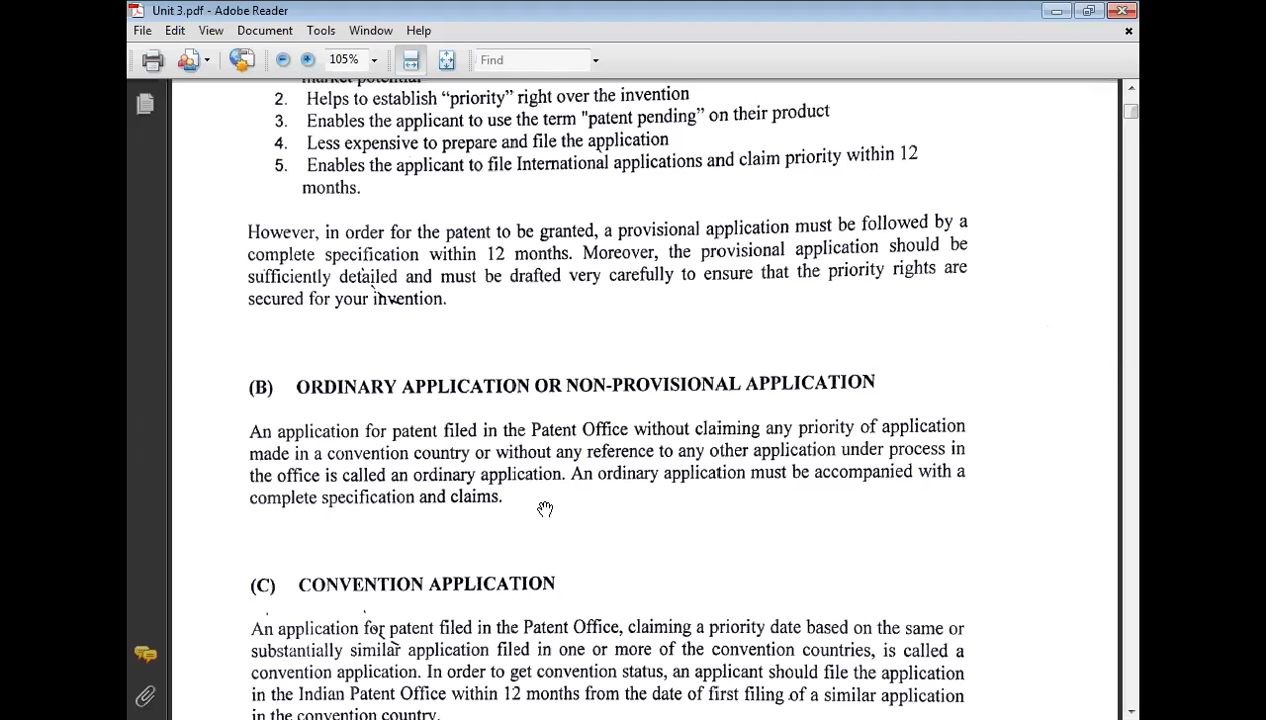 Unit 3.pdf - Adobe Reader
File Edit View Document Tools Window Help
105% Find
market potential
2. Helps to establish “priority” right over the invention
3. Enables the applicant to use the term "patent pending” on their product
4. Less expensive to prepare and file the application
5. Enables the applicant to file International applications and claim priority within 12
months.
However, in order for the patent to be granted, a provisional application must be followed by a
complete specification within 12 months. Moreover, the provisional application should be
sufficiently detailed and must be drafted very carefully to ensure that the priority rights are
secured for your invention.
(B) ORDINARY APPLICATION OR NON-PROVISIONAL APPLICATION
An application for patent filed in the Patent Office without claiming any priority of application
made in a convention country or without any reference to any other application under process in
the office is called an ordinary application. An ordinary application must be accompanied with a
complete specification and claims.
(C) CONVENTION APPLICATION
An application for patent filed in the Patent Office, claiming a priority date based on the same or
substantially similar application filed in one or more of the convention countries, is called a
convention application. In order to get convention status, an applicant should file the application
in the Indian Patent Office within 12 months from the date of first filing of a similar application
in the convention country.